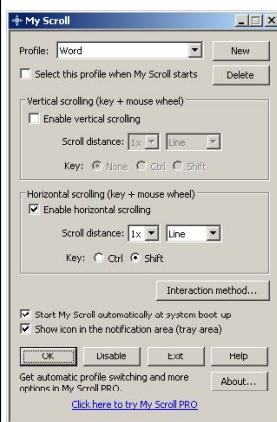 My Scroll
Profile: Word New
Select this profile when My Scroll starts Delete
Vertical scrolling (key + mouse wheel)
Enable vertical scrolling
Scroll distance: 1x Line
Key: None Ctrl Shift
Horizontal scrolling (key + mouse wheel)
Enable horizontal scrolling
Scroll distance: 1x Line
Key: Ctrl Shift
Interaction method...
Start My Scroll automatically at system boot up
Show icon in the notification area (tray area)
OK Disable Exit Help
Get automatic profile switching and more
options in My Scroll PRO. About...
Click here to try My Scroll PRO